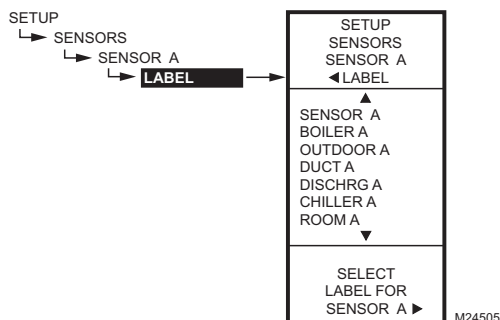 SETUP
SENSORS
SENSOR A
LABEL
SETUP
SENSORS
SENSOR A
◀LABEL
▲
SENSOR A
BOILER A
OUTDOOR A
DUCT A
DISCHRG A
CHILLER A
ROOM A
▼
SELECT
LABEL FOR
SENSOR A ▶
M24505